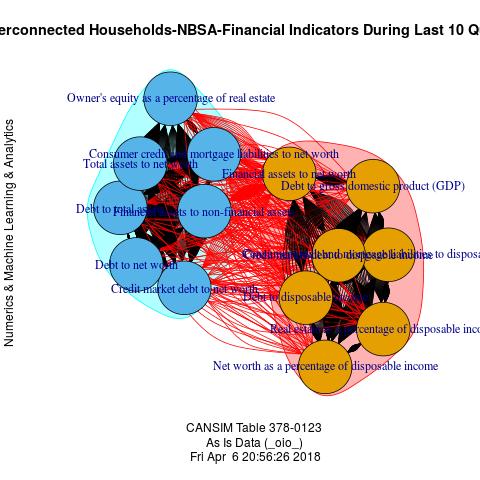 erconnected Households-NBSA-Financial Indicators During Last 10 Q
Numerics & Machine Learning & Analytics
Owner's equity as a percentage of real estate
Consumer credit and mortgage liabilities to net worth
Total assets to net worth
Financial assets to net worth
Debt to gross domestic product (GDP)
Debt to total assets
Financial assets to non-financial assets
Debt to net worth
Credit market debt to net worth
Debt to disposable
Real estate as a percentage of disposable inco
Net worth as a percentage of disposable income
CANSIM Table 378-0123
As Is Data (_oio_)
Fri Apr 6 20:56:26 2018